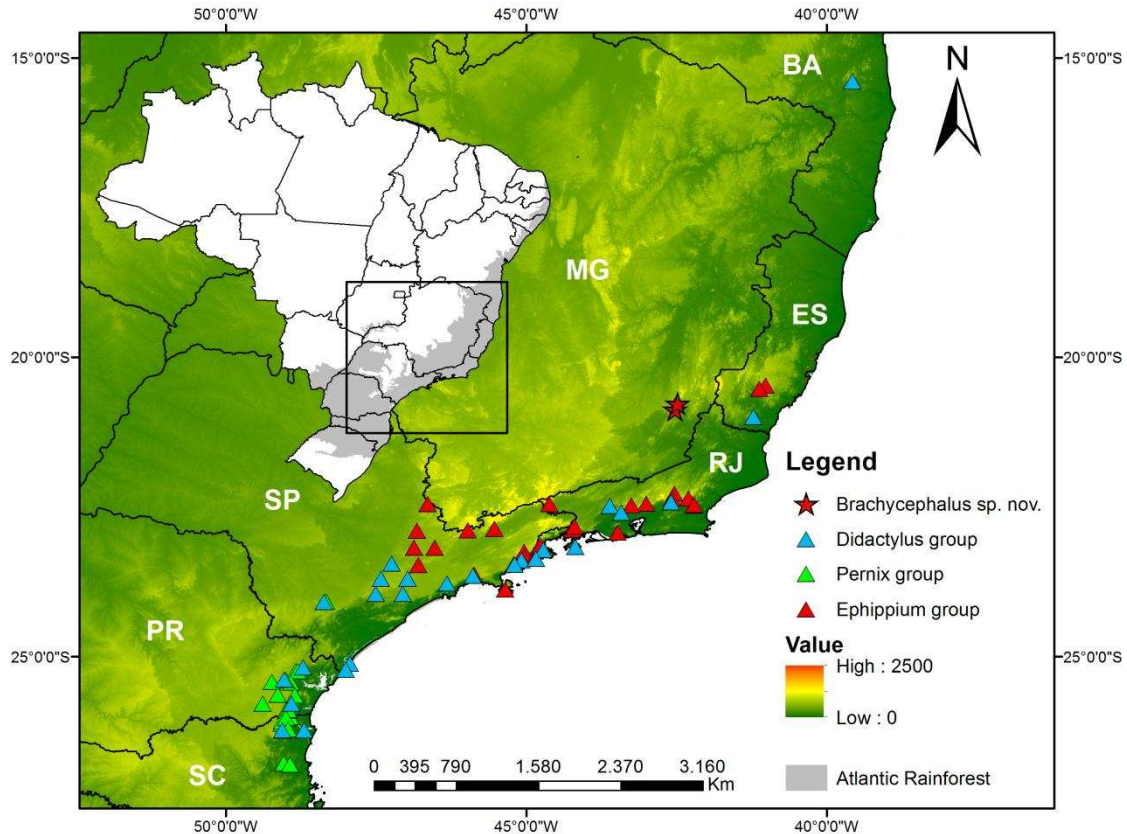 50°0'0"W 45°0'0"W 40°0'0"W
15°0'0"S 15°0'0"S
BA
N
MG
ES
20°0'0"S 20°0'0"S
RJ
SP
Legend
Brachycephalus sp. nov.
Didactylus group
Pernix group
Ephippium group
PR
25°0'0"S 25°0'0"S
Value
High : 2500
Low : 0
SC
0 395 790 1.580 2.370 3.160
Km
Atlantic Rainforest
50°0'0"W 45°0'0"W 40°0'0"W